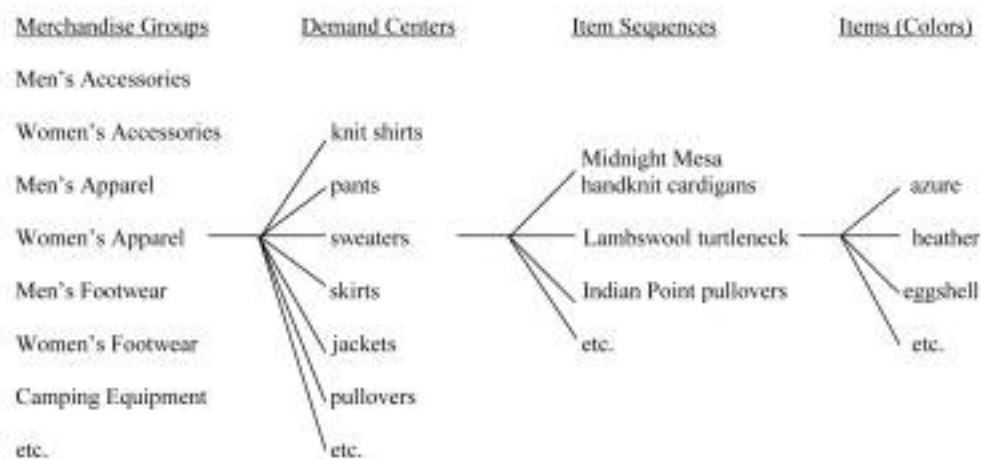 Merchandise Groups
Demand Centers
Item Sequences
Items (Colors)
Men's Accessories
Women's Accessories
Men's Apparel
Women's Apparel
Men's Footwear
Women's Footwear
Camping Equipment
etc.
knit shirts
pants
sweaters
skirts
jackets
pullovers
etc.
Midnight Mesa
handknit cardigans
Lambswool turtleneck
Indian Point pullovers
etc.
azure
heather
eggshell
etc.